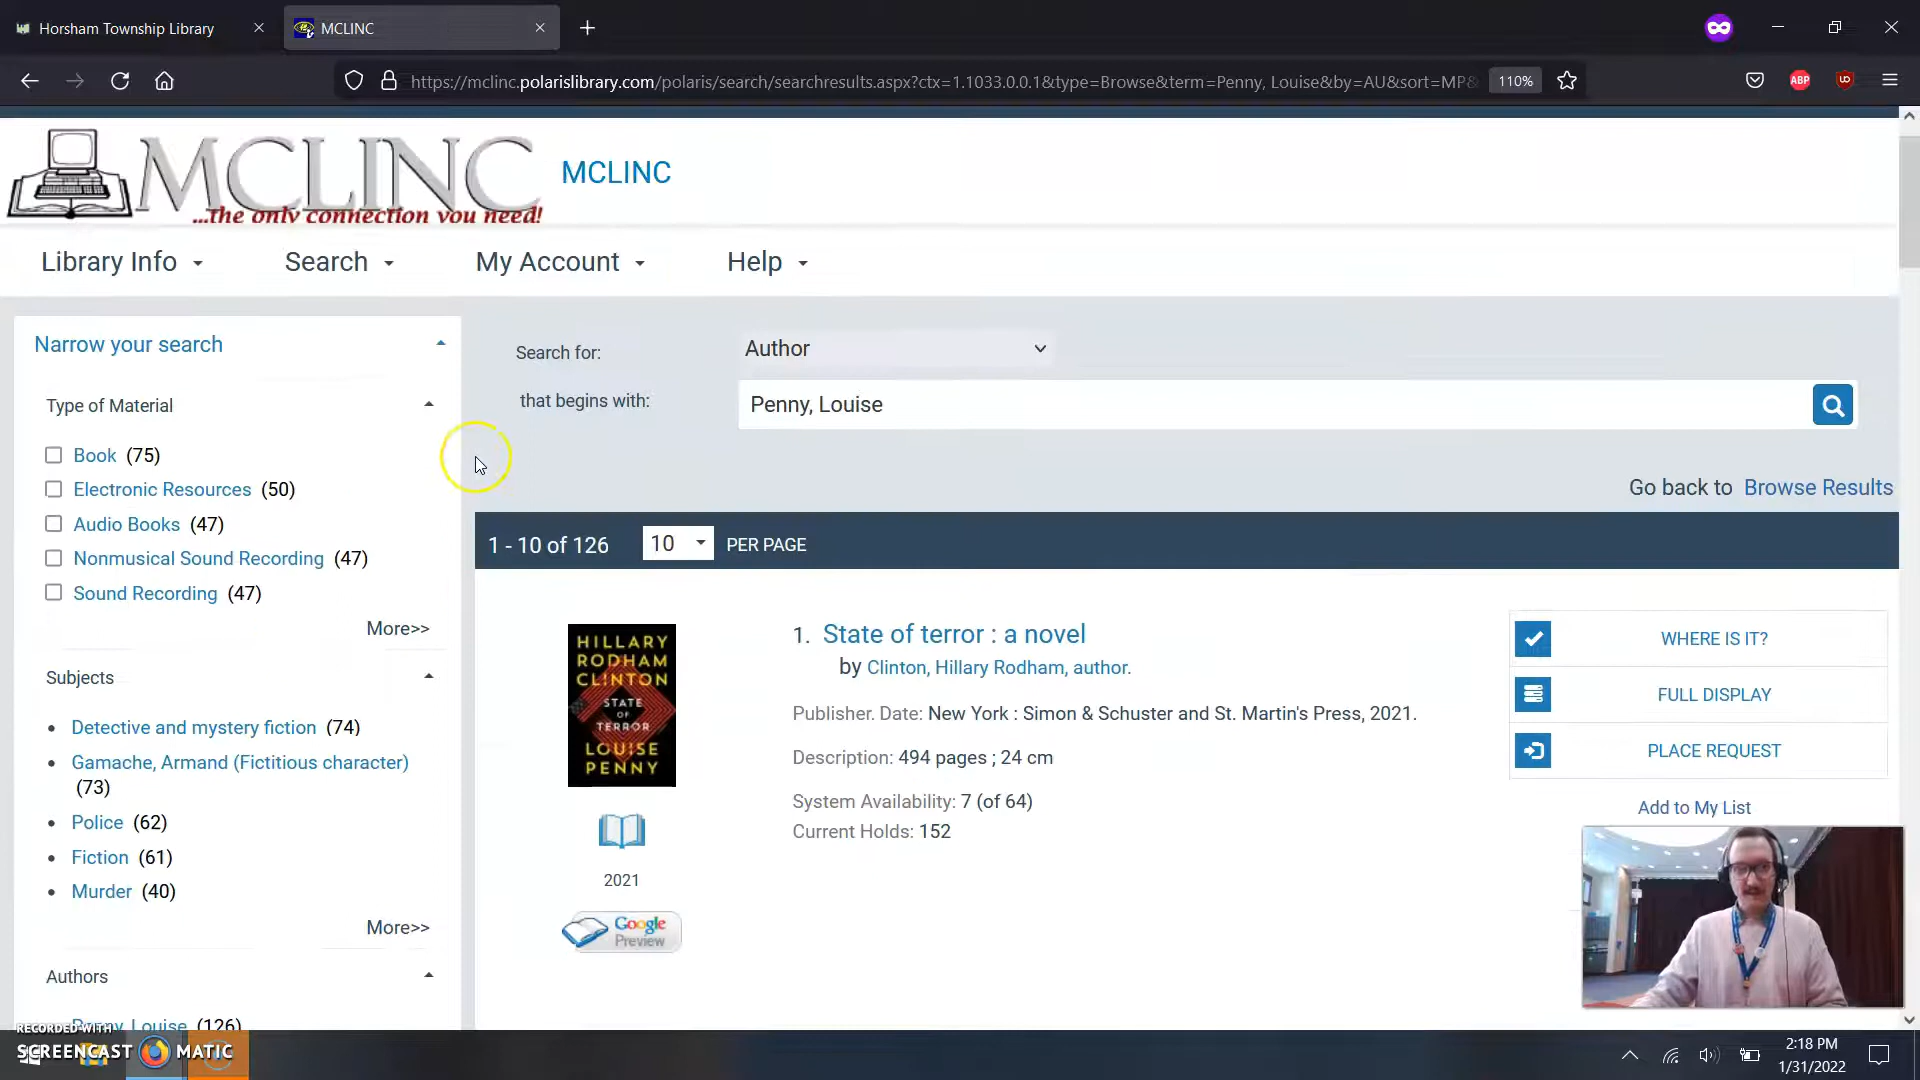 Horsham Township Library
MCLINC
https://mclinc.polarislibrary.com/polaris/search/searchresults.aspx?ctx=1.1033.0.0.1&type=Browse&term=Penny, Louise&by=AU&sort=MP&
110%
ABP
MCLINC
...the only connection you need!
MCLINC
Library Info
Search
My Account
Help
Narrow your search
Type of Material
Book (75)
Electronic Resources (50)
Audio Books (47)
Nonmusical Sound Recording (47)
Sound Recording (47)
More>>
Subjects
Detective and mystery fiction (74)
Gamache, Armand (Fictitious character)
(73)
Police (62)
Fiction (61)
Murder (40)
More>>
Authors
Penny, Louise (126)
Search for:
Author
that begins with:
Penny, Louise
Go back to Browse Results
1 - 10 of 126
10
PER PAGE
HILLARY
RODHAM
CLINTON
STATE
OF
TERROR
LOUISE
PENNY
2021
Google
Preview
1. State of terror : a novel
by Clinton, Hillary Rodham, author.
Publisher. Date: New York : Simon & Schuster and St. Martin's Press, 2021.
Description: 494 pages ; 24 cm
System Availability: 7 (of 64)
Current Holds: 152
WHERE IS IT?
FULL DISPLAY
PLACE REQUEST
Add to My List
RECORDED WITH
SCREENCAST MATIC
2:18 PM
1/31/2022